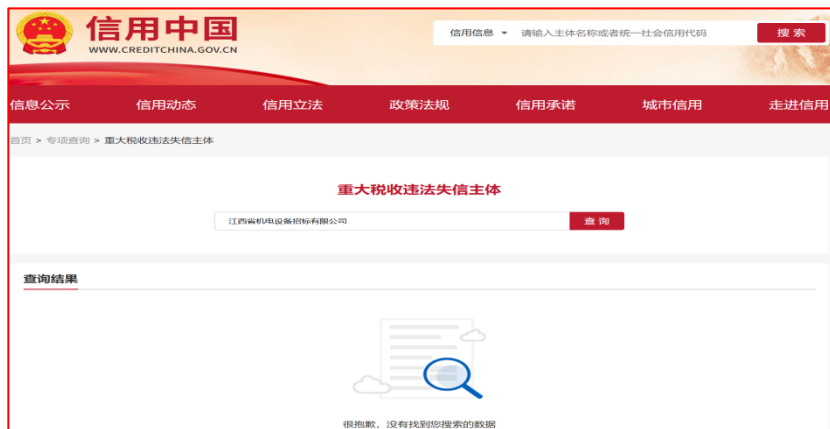 信用中国
WWW.CREDITCHINA.GOV.CN
信用信息 请输入主体名称或者统一社会信用代码 搜索
信息公示 信用动态 信用立法 政策法规 信用承诺 城市信用 走进信用
首页 > 专项查询 > 重大税收违法失信主体
重大税收违法失信主体
江西省机电设备招标有限公司 查询
查询结果
很抱歉，没有找到您搜索的数据